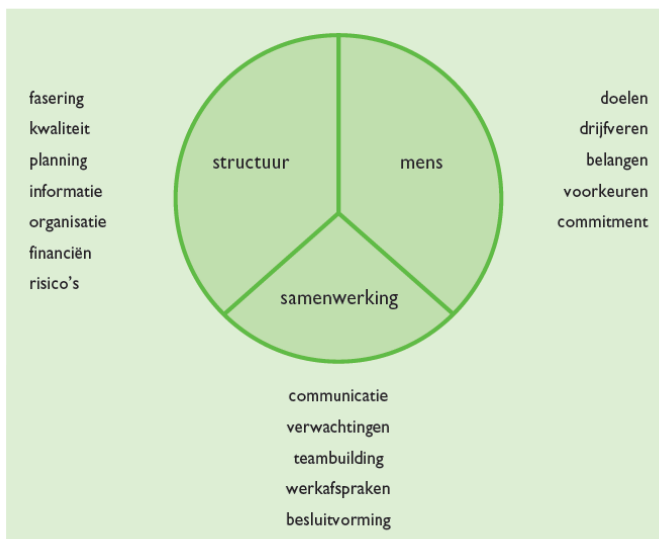 fasering
kwaliteit
planning
informatie
organisatie
financiën
risico's
structuur
mens
samenwerking
doelen
drijfveren
belangen
voorkeuren
commitment
communicatie
verwachtingen
teambuilding
werkafspraken
besluitvorming